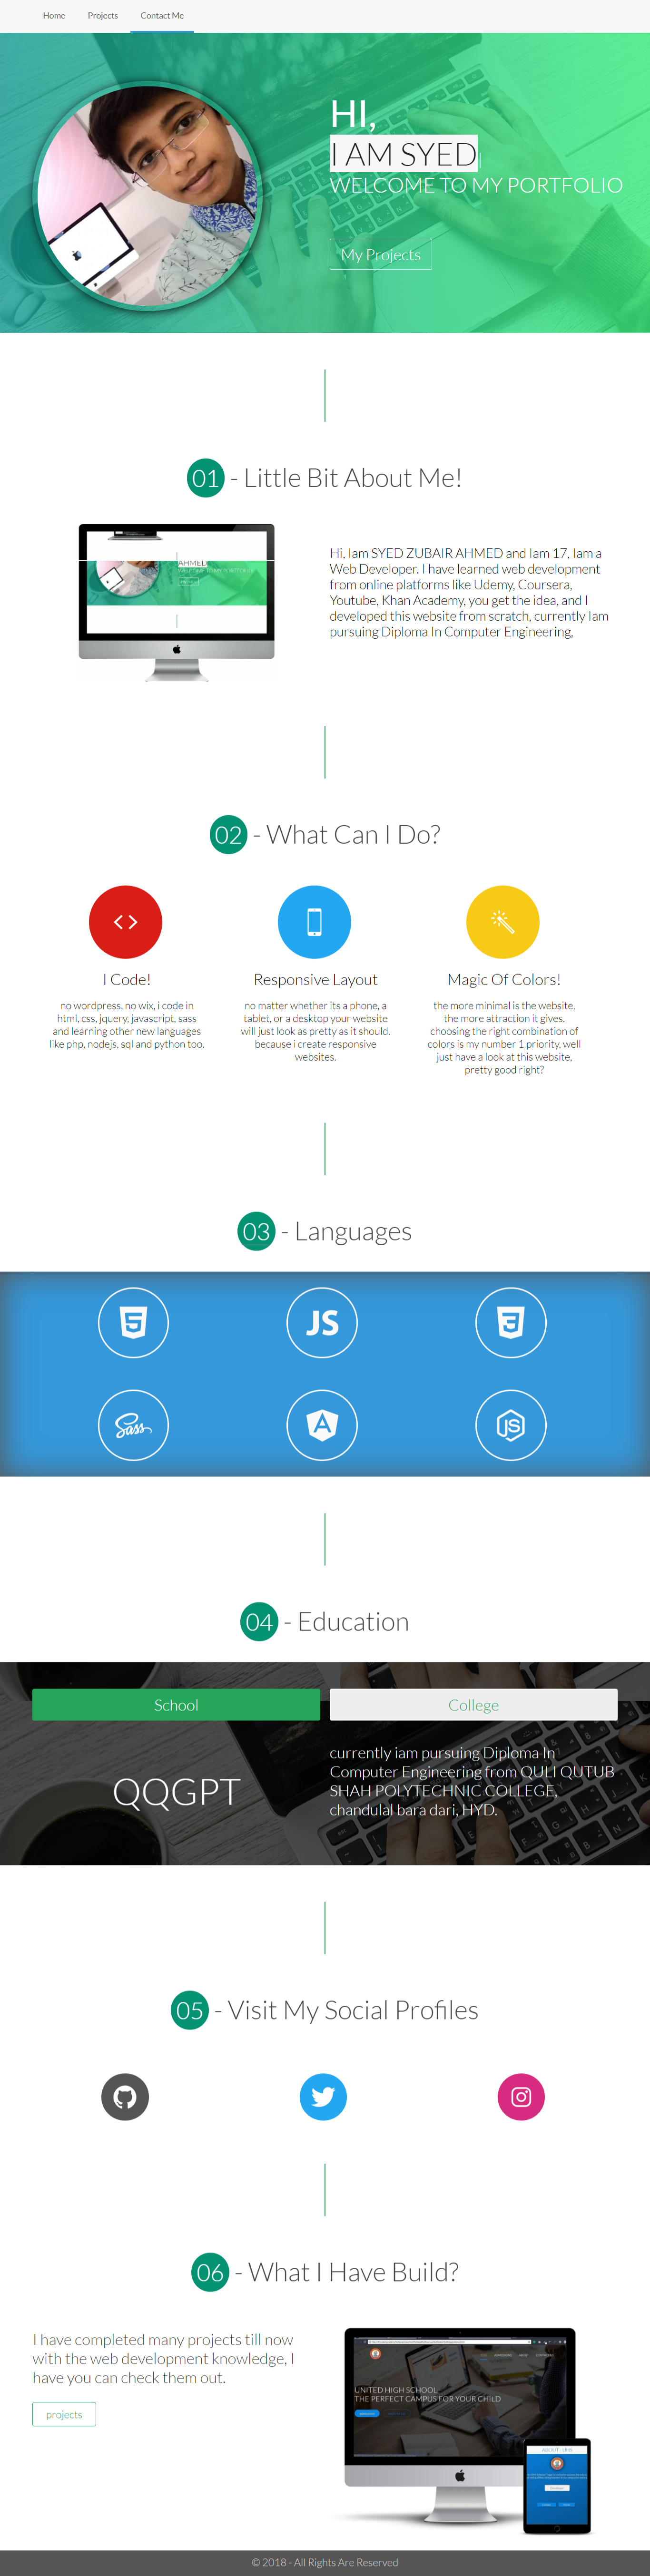 Home Projects Contact Me
HI,
I AM SYED|
WELCOME TO MY PORTFOLIO
My Projects
01 - Little Bit About Me!
Hi, Iam SYED ZUBAIR AHMED and Iam 17, Iam a
Web Developer. I have learned web development
from online platforms like Udemy, Coursera,
Youtube, Khan Academy, you get the idea, and I
developed this website from scratch, currently Iam
pursuing Diploma In Computer Engineering,
AHMED
02 - What Can I Do?
I Code!
no wordpress, no wix, i code in
html, css, jquery, javascript, sass
and learning other new languages
like php, nodejs, sql and python too.
Responsive Layout
no matter whether its a phone, a
tablet, or a desktop your website
will just look as pretty as it should.
because i create responsive
websites.
Magic Of Colors!
the more minimal is the website,
the more attraction it gives.
choosing the right combination of
colors is my number 1 priority, well
just have a look at this website,
pretty good right?
03 - Languages
5
JS
3
Sass
A
JS
04 - Education
School
QQGPT
College
currently iam pursuing Diploma In
Computer Engineering from QULI QUTUB
SHAH POLYTECHNIC COLLEGE,
chandulal bara dari, HYD.
05 - Visit My Social Profiles
06 - What I Have Build?
I have completed many projects till now
with the web development knowledge, I
have you can check them out.
projects
UNITED HIGH SCHOOL
THE PERFECT CAMPUS FOR YOUR CHILD
© 2018 - All Rights Are Reserved